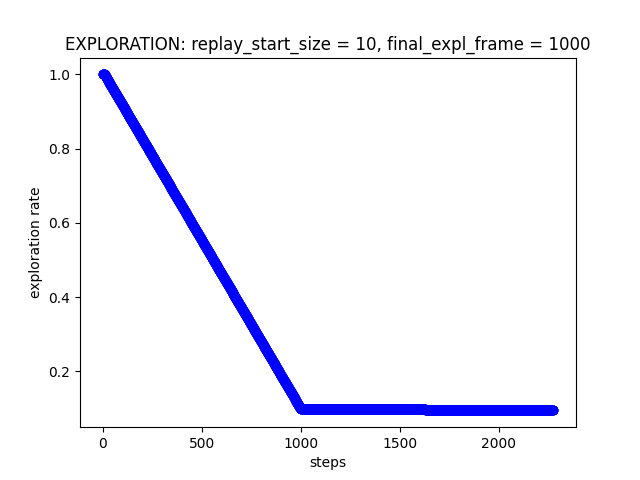 EXPLORATION: replay_start_size = 10, final_expl_frame = 1000
1.0
0.8
0.6
0.4
0.2
exploration rate
0 500 1000 1500 2000
steps